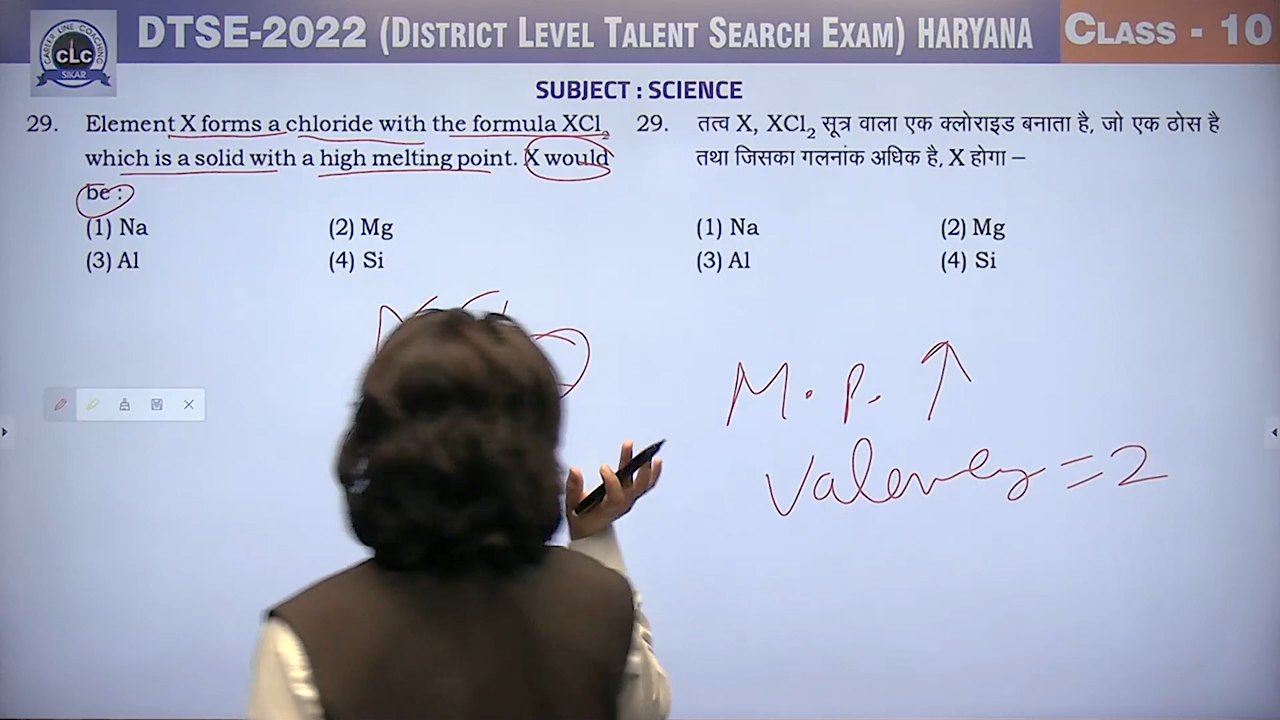 CAREER LINE COACHING
CLC
SIKAR
DTSE-2022 (DISTRICT LEVEL TALENT SEARCH EXAM) HARYANA
CLASS - 10
SUBJECT : SCIENCE
29. Element X forms a chloride with the formula XCl₂
which is a solid with a high melting point. X would
be :
(1) Na (2) Mg
(3) Al (4) Si
29. तत्व X, XCl₂ सूत्र वाला एक क्लोराइड बनाता है, जो एक ठोस है
तथा जिसका गलनांक अधिक है, X होगा –
(1) Na (2) Mg
(3) Al (4) Si
M.P. ↑
Valency = 2